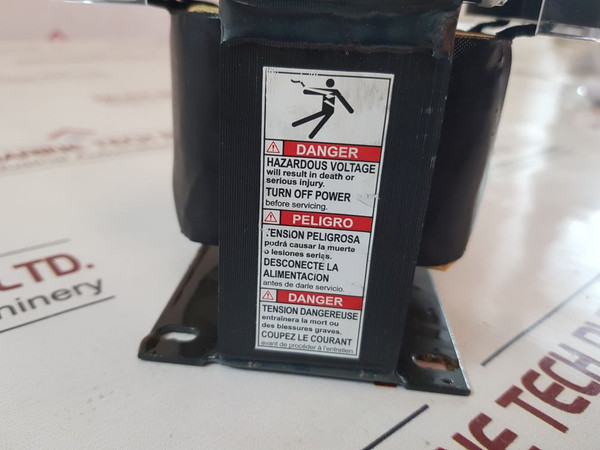 DANGER
HAZARDOUS VOLTAGE
will result in death or
serious injury.
TURN OFF POWER
before servicing.
PELIGRO
TENSION PELIGROSA
podrá causar la muerte
o lesiones serias.
DESCONECTE LA
ALIMENTACION
antes de darle servicio.
DANGER
TENSION DANGEREUSE
entraînera la mort ou
des blessures graves.
COUPEZ LE COURANT
avant de procéder à l'entretien.
LTD.